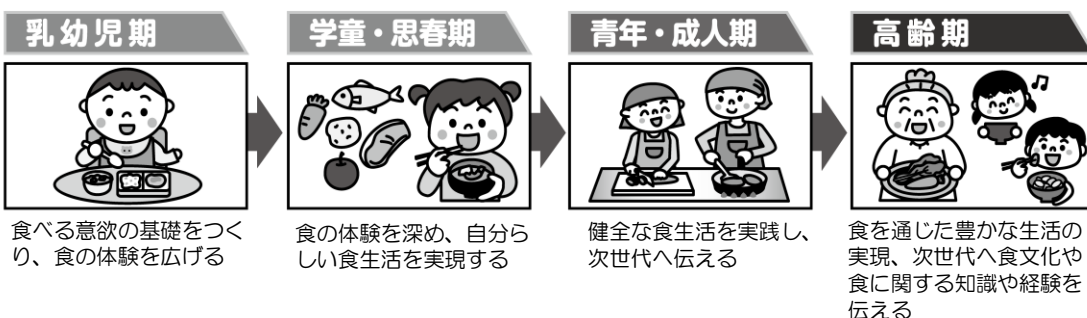 乳幼児期
食べる意欲の基礎をつく
り、食の体験を広げる
学童・思春期
食の体験を深め、自分ら
しい食生活を実現する
青年・成人期
健全な食生活を実践し、
次世代へ伝える
高齢期
食を通じた豊かな生活の
実現、次世代へ食文化や
食に関する知識や経験を
伝える